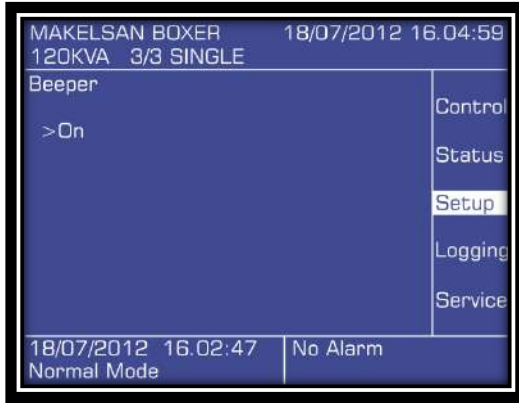 MAKELSAN BOXER 18/07/2012 16.04:59
120KVA 3/3 SINGLE
Beeper
>On
Control
Status
Setup
Logging
Service
18/07/2012 16.02:47 No Alarm
Normal Mode